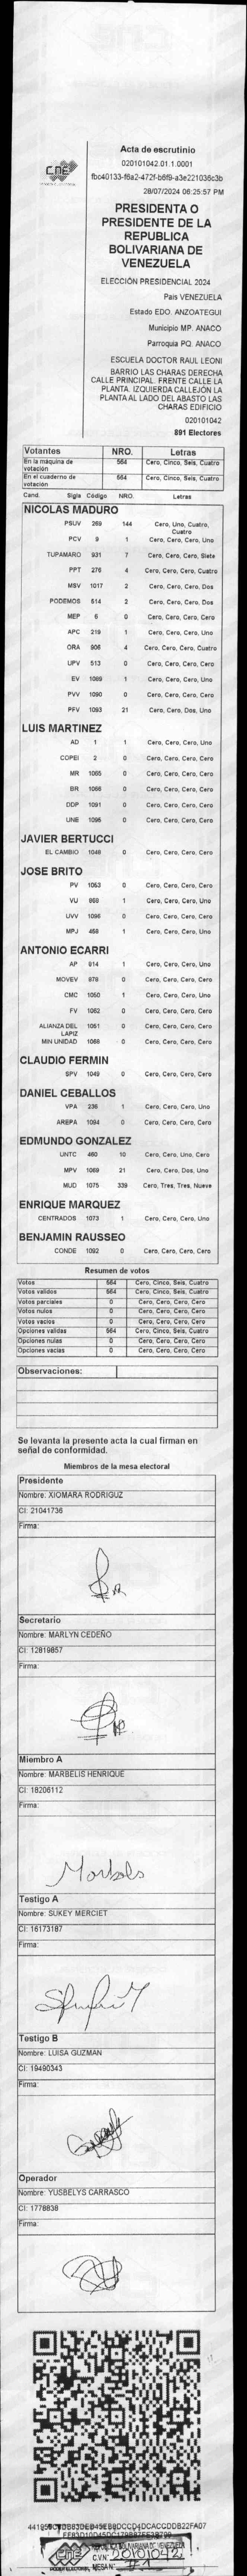 CNE
Acta de escrutinio
020101042.01.1.0001
fbc40133-f6a2-472f-b6f9-a3e221036c3b
28/07/2024 06:25:57 PM
PRESIDENTA O
PRESIDENTE DE LA
REPUBLICA
BOLIVARIANA DE
VENEZUELA
ELECCIÓN PRESIDENCIAL 2024
Pais VENEZUELA
Estado EDO. ANZOATEGUI
Municipio MP. ANACO
Parroquia PQ. ANACO
ESCUELA DOCTOR RAUL LEONI
BARRIO LAS CHARAS DERECHA
CALLE PRINCIPAL. FRENTE CALLE LA
PLANTA. IZQUIERDA CALLEJÓN LA
PLANTA AL LADO DEL ABASTO LAS
CHARAS EDIFICIO
020101042
891 Electores
Votantes NRO. Letras
En la máquina de votación 564 Cero, Cinco, Seis, Cuatro
En el cuaderno de votación 564 Cero, Cinco, Seis, Cuatro
Cand. Sigla Código NRO. Letras
NICOLAS MADURO
PSUV 269 144 Cero, Uno, Cuatro, Cuatro
PCV 9 1 Cero, Cero, Cero, Uno
TUPAMARO 931 7 Cero, Cero, Cero, Siete
PPT 276 4 Cero, Cero, Cero, Cuatro
MSV 1017 2 Cero, Cero, Cero, Dos
PODEMOS 514 2 Cero, Cero, Cero, Dos
MEP 6 0 Cero, Cero, Cero, Cero
APC 219 1 Cero, Cero, Cero, Uno
ORA 906 4 Cero, Cero, Cero, Cuatro
UPV 513 0 Cero, Cero, Cero, Cero
EV 1089 1 Cero, Cero, Cero, Uno
PVV 1090 0 Cero, Cero, Cero, Cero
PFV 1093 21 Cero, Cero, Dos, Uno
LUIS MARTINEZ
AD 1 1 Cero, Cero, Cero, Uno
COPEI 2 0 Cero, Cero, Cero, Cero
MR 1065 0 Cero, Cero, Cero, Cero
BR 1066 0 Cero, Cero, Cero, Cero
DDP 1091 0 Cero, Cero, Cero, Cero
UNE 1095 0 Cero, Cero, Cero, Cero
JAVIER BERTUCCI
EL CAMBIO 1048 0 Cero, Cero, Cero, Cero
JOSE BRITO
PV 1053 0 Cero, Cero, Cero, Cero
VU 969 1 Cero, Cero, Cero, Uno
UVV 1096 0 Cero, Cero, Cero, Cero
MPJ 458 1 Cero, Cero, Cero, Uno
ANTONIO ECARRI
AP 914 1 Cero, Cero, Cero, Uno
MOVEV 878 0 Cero, Cero, Cero, Cero
CMC 1050 1 Cero, Cero, Cero, Uno
FV 1062 0 Cero, Cero, Cero, Cero
ALIANZA DEL LAPIZ 1051 0 Cero, Cero, Cero, Cero
MIN UNIDAD 1068 0 Cero, Cero, Cero, Cero
CLAUDIO FERMIN
SPV 1049 0 Cero, Cero, Cero, Cero
DANIEL CEBALLOS
VPA 236 1 Cero, Cero, Cero, Uno
AREPA 1094 0 Cero, Cero, Cero, Cero
EDMUNDO GONZALEZ
UNTC 460 10 Cero, Cero, Uno, Cero
MPV 1069 21 Cero, Cero, Dos, Uno
MUD 1075 339 Cero, Tres, Tres, Nueve
ENRIQUE MARQUEZ
CENTRADOS 1073 1 Cero, Cero, Cero, Uno
BENJAMIN RAUSSEO
CONDE 1092 0 Cero, Cero, Cero, Cero
Resumen de votos
Votos 564 Cero, Cinco, Seis, Cuatro
Votos validos 564 Cero, Cinco, Seis, Cuatro
Votos parciales 0 Cero, Cero, Cero, Cero
Votos nulos 0 Cero, Cero, Cero, Cero
Votos vacíos 0 Cero, Cero, Cero, Cero
Opciones validas 564 Cero, Cinco, Seis, Cuatro
Opciones nulas 0 Cero, Cero, Cero, Cero
Opciones vacias 0 Cero, Cero, Cero, Cero
Observaciones:
Se levanta la presente acta la cual firman en
señal de conformidad.
Miembros de la mesa electoral
Presidente
Nombre: XIOMARA RODRIGUZ
CI: 21041736
Firma:
Secretario
Nombre: MARLYN CEDEÑO
CI: 12819857
Firma:
Miembro A
Nombre: MARBELIS HENRIQUE
CI: 18206112
Firma:
Testigo A
Nombre: SUKEY MERCIET
CI: 16173187
Firma:
Testigo B
Nombre: LUISA GUZMAN
CI: 19490343
Firma:
Operador
Nombre: YUSBELYS CARRASCO
CI: 1778838
Firma:
CNE
C.V.N° 020101042
PODER ELECTORAL MESA N° #1